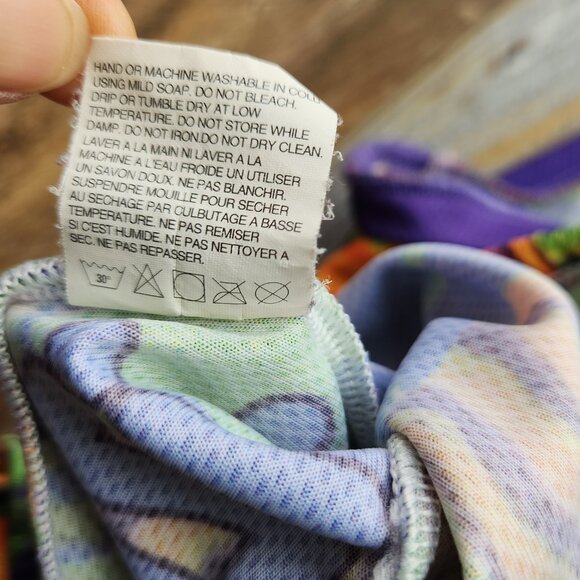 HAND OR MACHINE WASHABLE IN COLD
USING MILD SOAP. DO NOT BLEACH.
DRIP OR TUMBLE DRY AT LOW
TEMPERATURE. DO NOT STORE WHILE
DAMP. DO NOT IRON.DO NOT DRY CLEAN.
LAVER A LA MAIN NI LAVER A LA
MACHINE A L'EAU FROIDE UN UTILISER
UN SAVON DOUX. NE PAS BLANCHIR.
SUSPENDRE MOUILLE POUR SECHER
AU SECHAGE PAR CULBUTAGE A BASSE
TEMPERATURE. NE PAS REMISER
SI C'EST HUMIDE. NE PAS NETTOYER A
SEC. NE PAS REPASSER.
30°